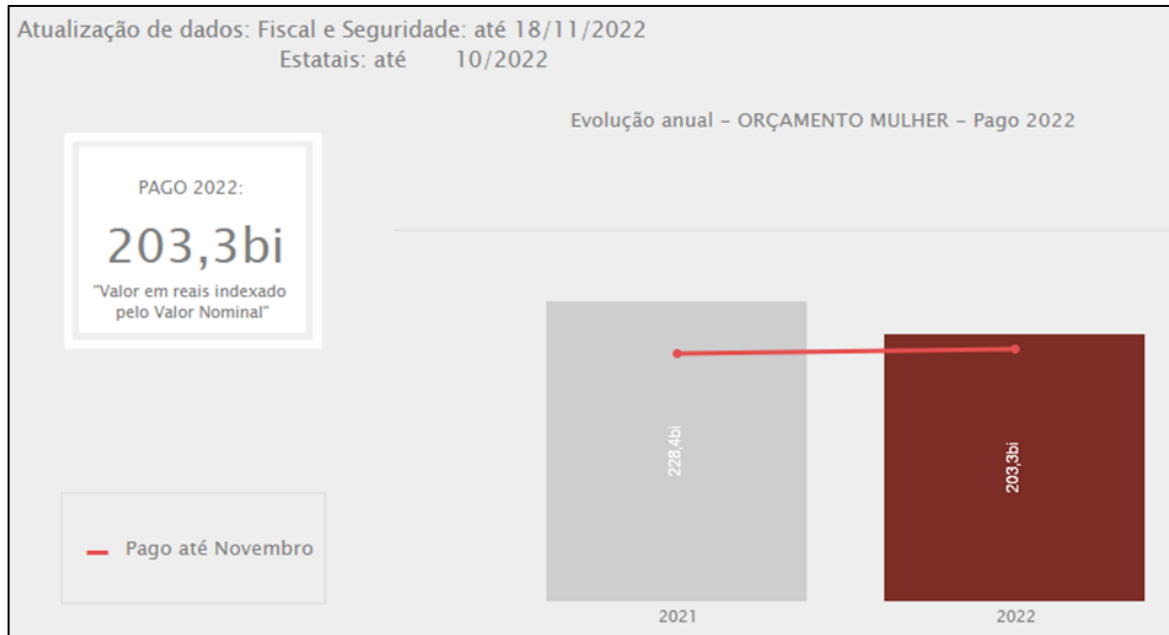 Atualização de dados: Fiscal e Seguridade: até 18/11/2022
Estatais: até 10/2022
Evolução anual - ORÇAMENTO MULHER - Pago 2022
PAGO 2022:
203,3bi
"Valor em reais indexado
pelo Valor Nominal"
228,4bi
203,3bi
Pago até Novembro
2021
2022